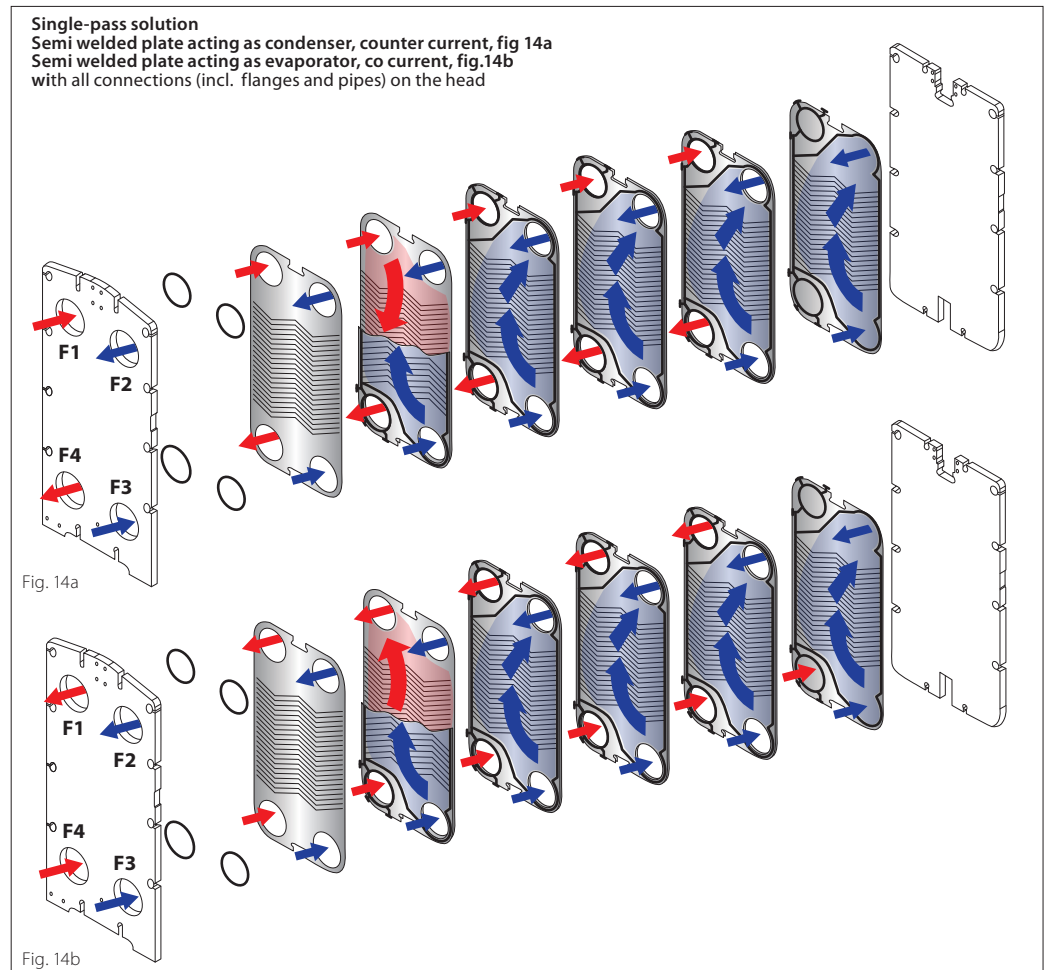 Single-pass solution
Semi welded plate acting as condenser, counter current, fig 14a
Semi welded plate acting as evaporator, co current, fig.14b
with all connections (incl. flanges and pipes) on the head
F1
F2
F4
F3
Fig. 14a
F1
F2
F4
F3
Fig. 14b